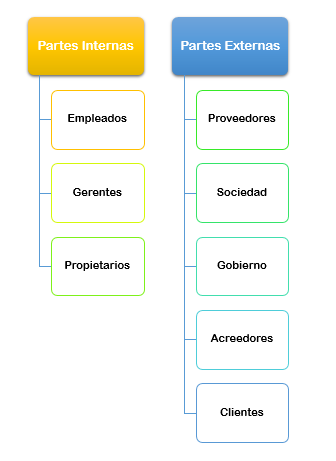 Partes Internas
Empleados
Gerentes
Propietarios
Partes Externas
Proveedores
Sociedad
Gobierno
Acreedores
Clientes